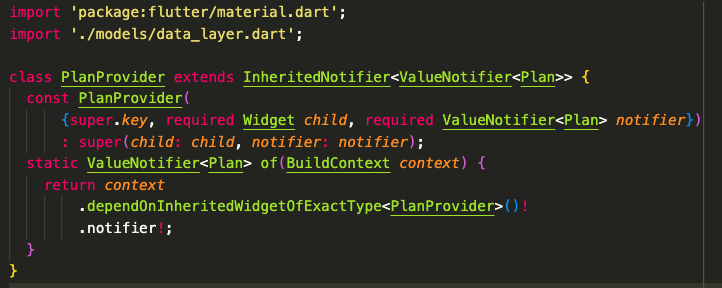 import 'package:flutter/material.dart';
import './models/data_layer.dart';

class PlanProvider extends InheritedNotifier<ValueNotifier<Plan>> {
  const PlanProvider(
      {super.key, required Widget child, required ValueNotifier<Plan> notifier})
      : super(child: child, notifier: notifier);
  static ValueNotifier<Plan> of(BuildContext context) {
    return context
        .dependOnInheritedWidgetOfExactType<PlanProvider>()!
        .notifier!;
  }
}